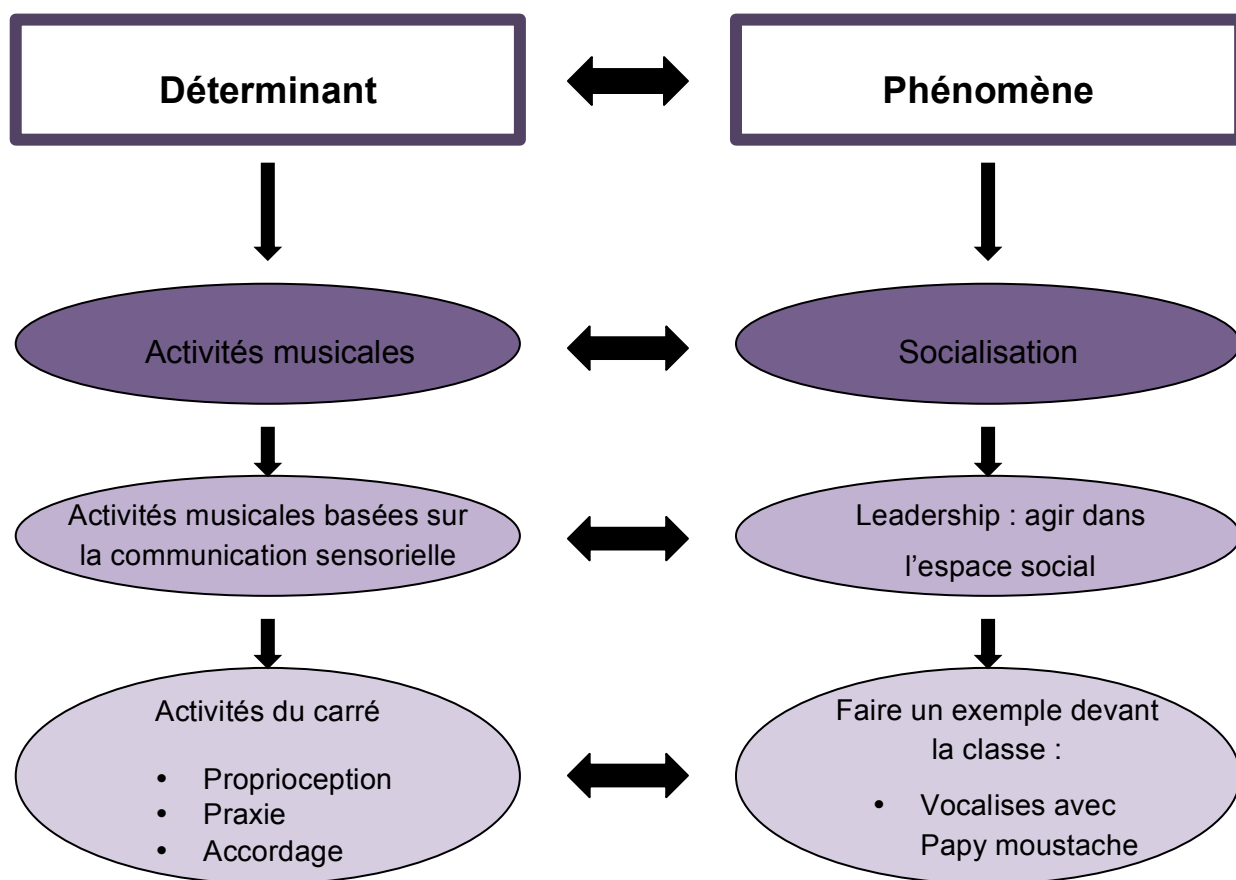 Déterminant
Phénomène
Activités musicales
Socialisation
Activités musicales basées sur
la communication sensorielle
Leadership : agir dans
l’espace social
Activités du carré
• Proprioception
• Praxie
• Accordage
Faire un exemple devant
la classe :
• Vocalises avec
Papy moustache